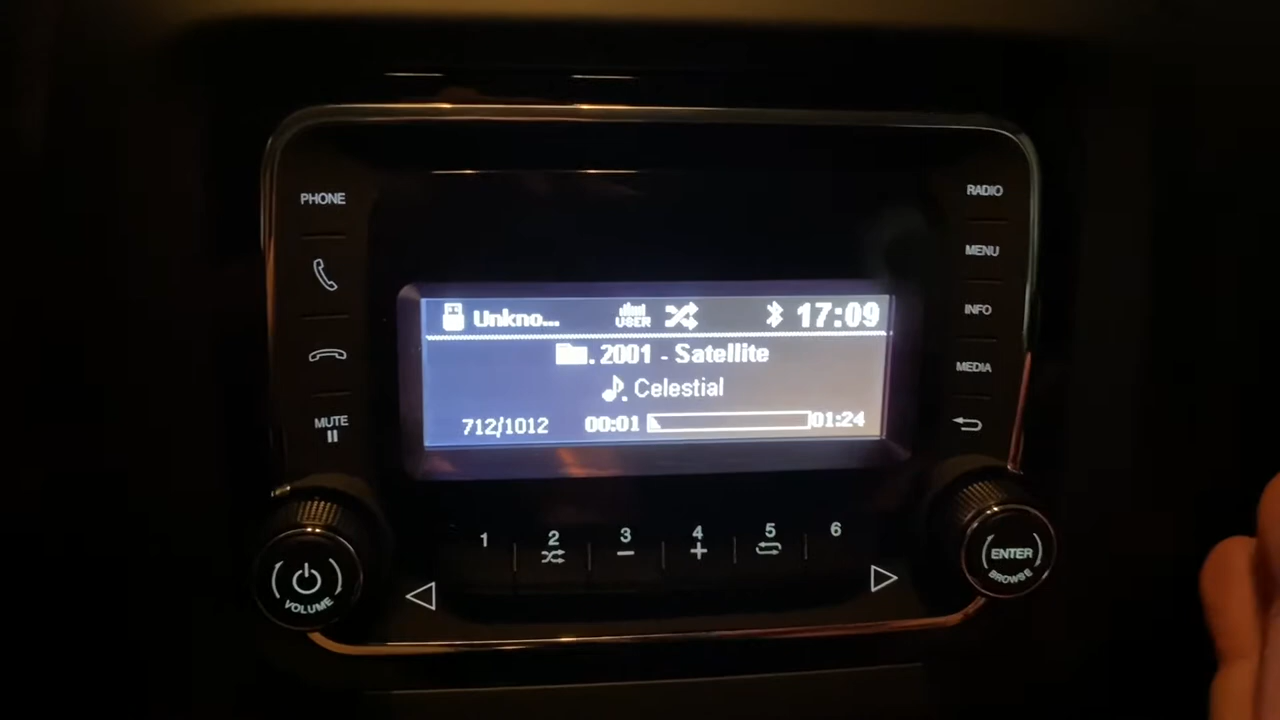 PHONE
MUTE
VOLUME
Unkno...
USER
17:09
. 2001 - Satellite
Celestial
712/1012
00:01
01:24
1
2
3
4
5
6
RADIO
MENU
INFO
MEDIA
ENTER
BROWSE